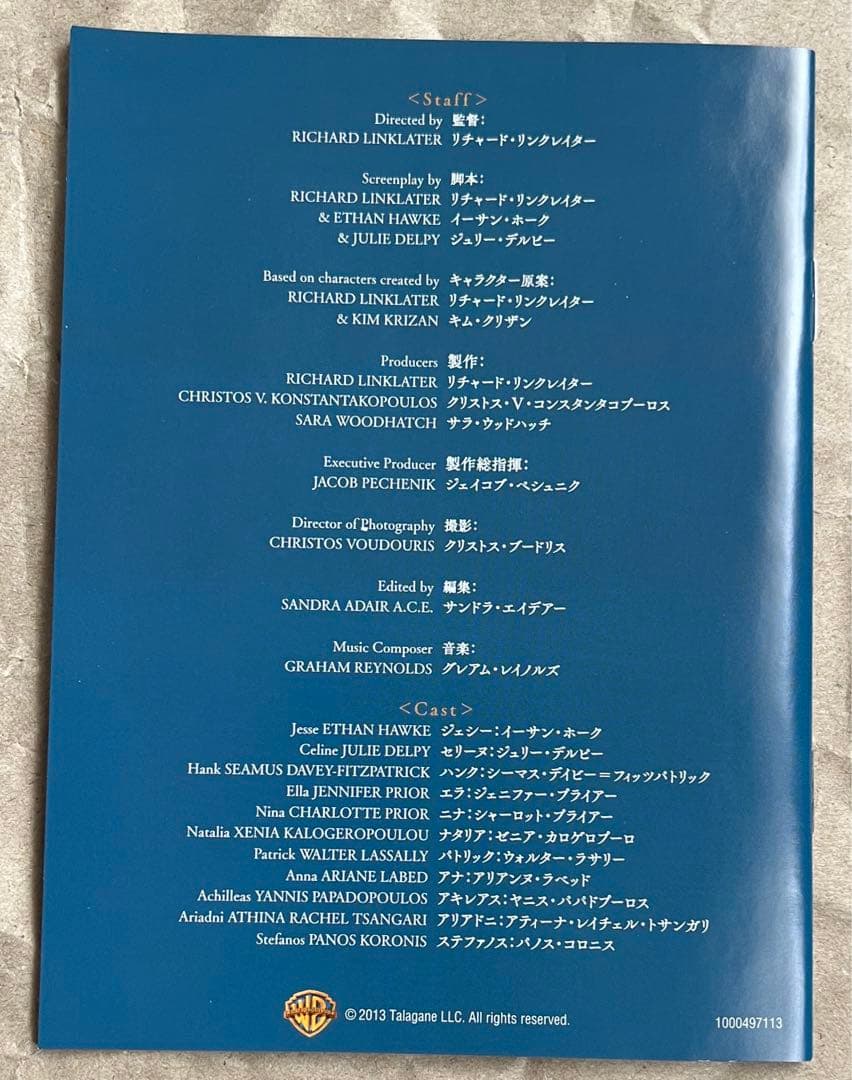 <Staff>
Directed by 監督:
RICHARD LINKLATER リチャード・リンクレイター
Screenplay by 脚本:
RICHARD LINKLATER リチャード・リンクレイター
& ETHAN HAWKE イーサン・ホーク
& JULIE DELPY ジュリー・デルピー
Based on characters created by キャラクター原案:
RICHARD LINKLATER リチャード・リンクレイター
& KIM KRIZAN キム・クリザン
Producers 製作:
RICHARD LINKLATER リチャード・リンクレイター
CHRISTOS V. KONSTANTAKOPOULOS クリストス・V・コンスタンタコプーロス
SARA WOODHATCH サラ・ウッドハッチ
Executive Producer 製作総指揮:
JACOB PECHENIK ジェイコブ・ペシュニク
Director of Photography 撮影:
CHRISTOS VOUDOURIS クリストス・ブードリス
Edited by 編集:
SANDRA ADAIR A.C.E. サンドラ・エイデアー
Music Composer 音楽:
GRAHAM REYNOLDS グレアム・レイノルズ
<Cast>
Jesse ETHAN HAWKE ジェシー:イーサン・ホーク
Celine JULIE DELPY セリーヌ:ジュリー・デルピー
Hank SEAMUS DAVEY-FITZPATRICK ハンク:シーマス・デイビー=フィッツパトリック
Ella JENNIFER PRIOR エラ:ジェニファー・プライアー
Nina CHARLOTTE PRIOR ニナ:シャーロット・プライアー
Natalia XENIA KALOGEROPOULOU ナタリア:ゼニア・カロゲロプーロ
Patrick WALTER LASSALLY パトリック:ウォルター・ラサリー
Anna ARIANE LABED アナ:アリアンヌ・ラベッド
Achilleas YANNIS PAPADOPOULOS アキレアス:ヤニス・パパドプーロス
Ariadni ATHINA RACHEL TSANGARI アリアドニ:アティーナ・レイチェル・トサンガリ
Stefanos PANOS KORONIS ステファノス:パノス・コロニス
© 2013 Talagane LLC. All rights reserved.
1000497113